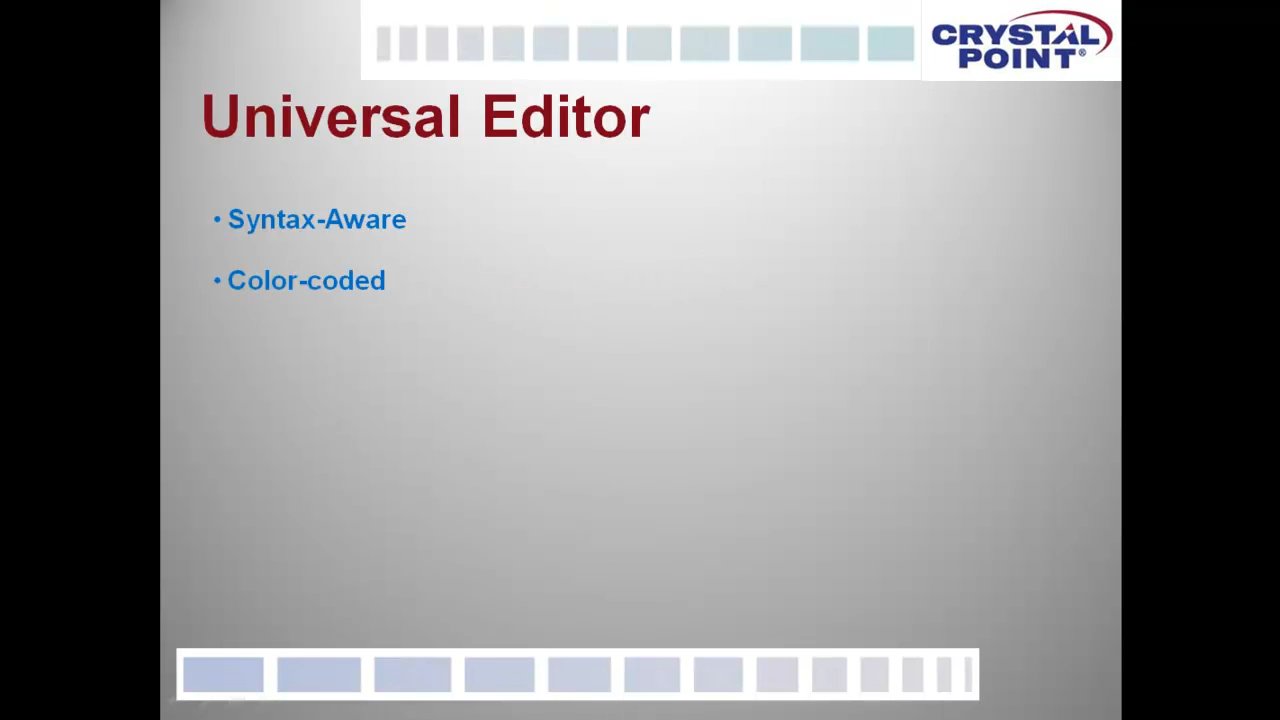 CRYSTAL
POINT®
Universal Editor
• Syntax-Aware
• Color-coded